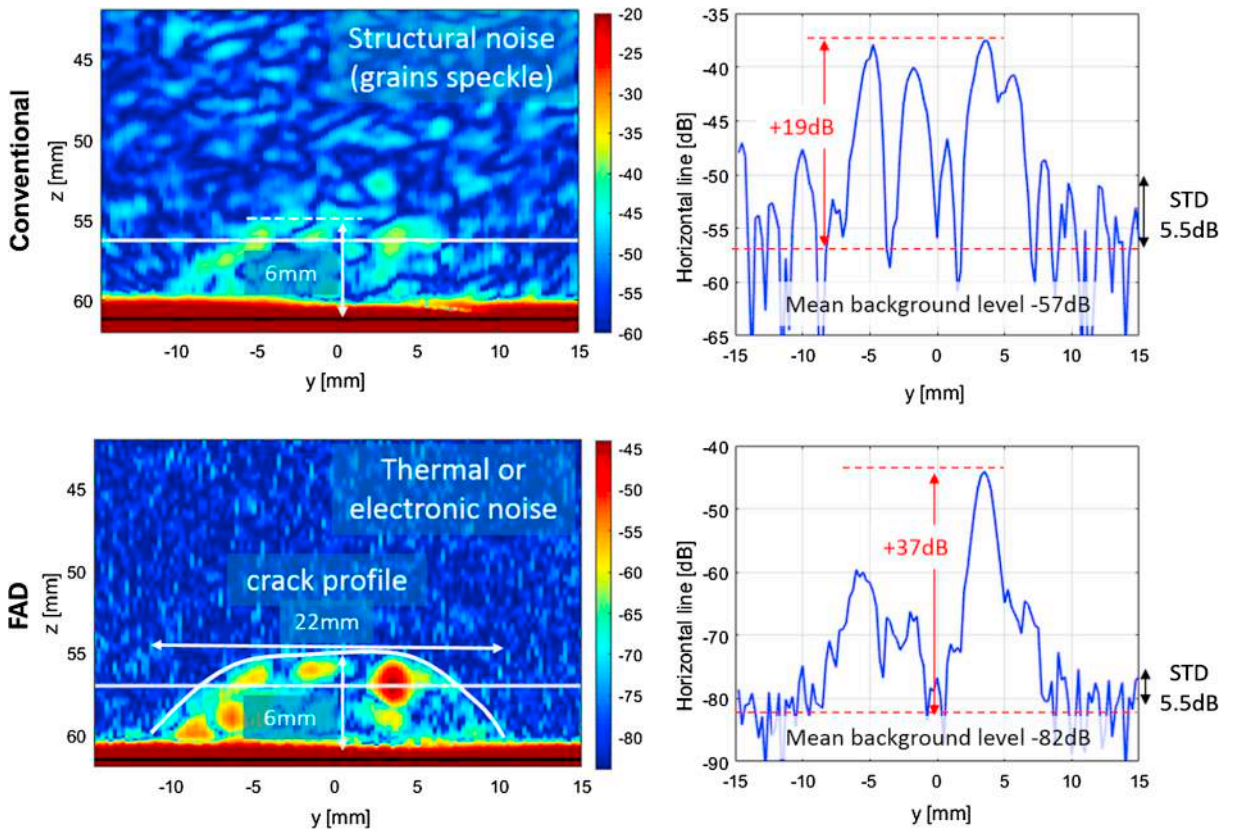 Conventional
z [mm]
45
50
55
60
Structural noise
(grains speckle)
6mm
-10
-5
0
5
10
15
y [mm]
-20
-25
-30
-35
-40
-45
-50
-55
-60
Horizontal line [dB]
-35
-40
-45
-50
-55
-60
-65
+19dB
Mean background level -57dB
STD
5.5dB
-15
-10
-5
0
5
10
15
y [mm]
FAD
z [mm]
45
50
55
60
Thermal or
electronic noise
crack profile
22mm
6mm
-10
-5
0
5
10
15
y [mm]
-45
-50
-55
-60
-65
-70
-75
-80
Horizontal line [dB]
-40
-50
-60
-70
-80
-90
+37dB
Mean background level -82dB
STD
5.5dB
-15
-10
-5
0
5
10
15
y [mm]